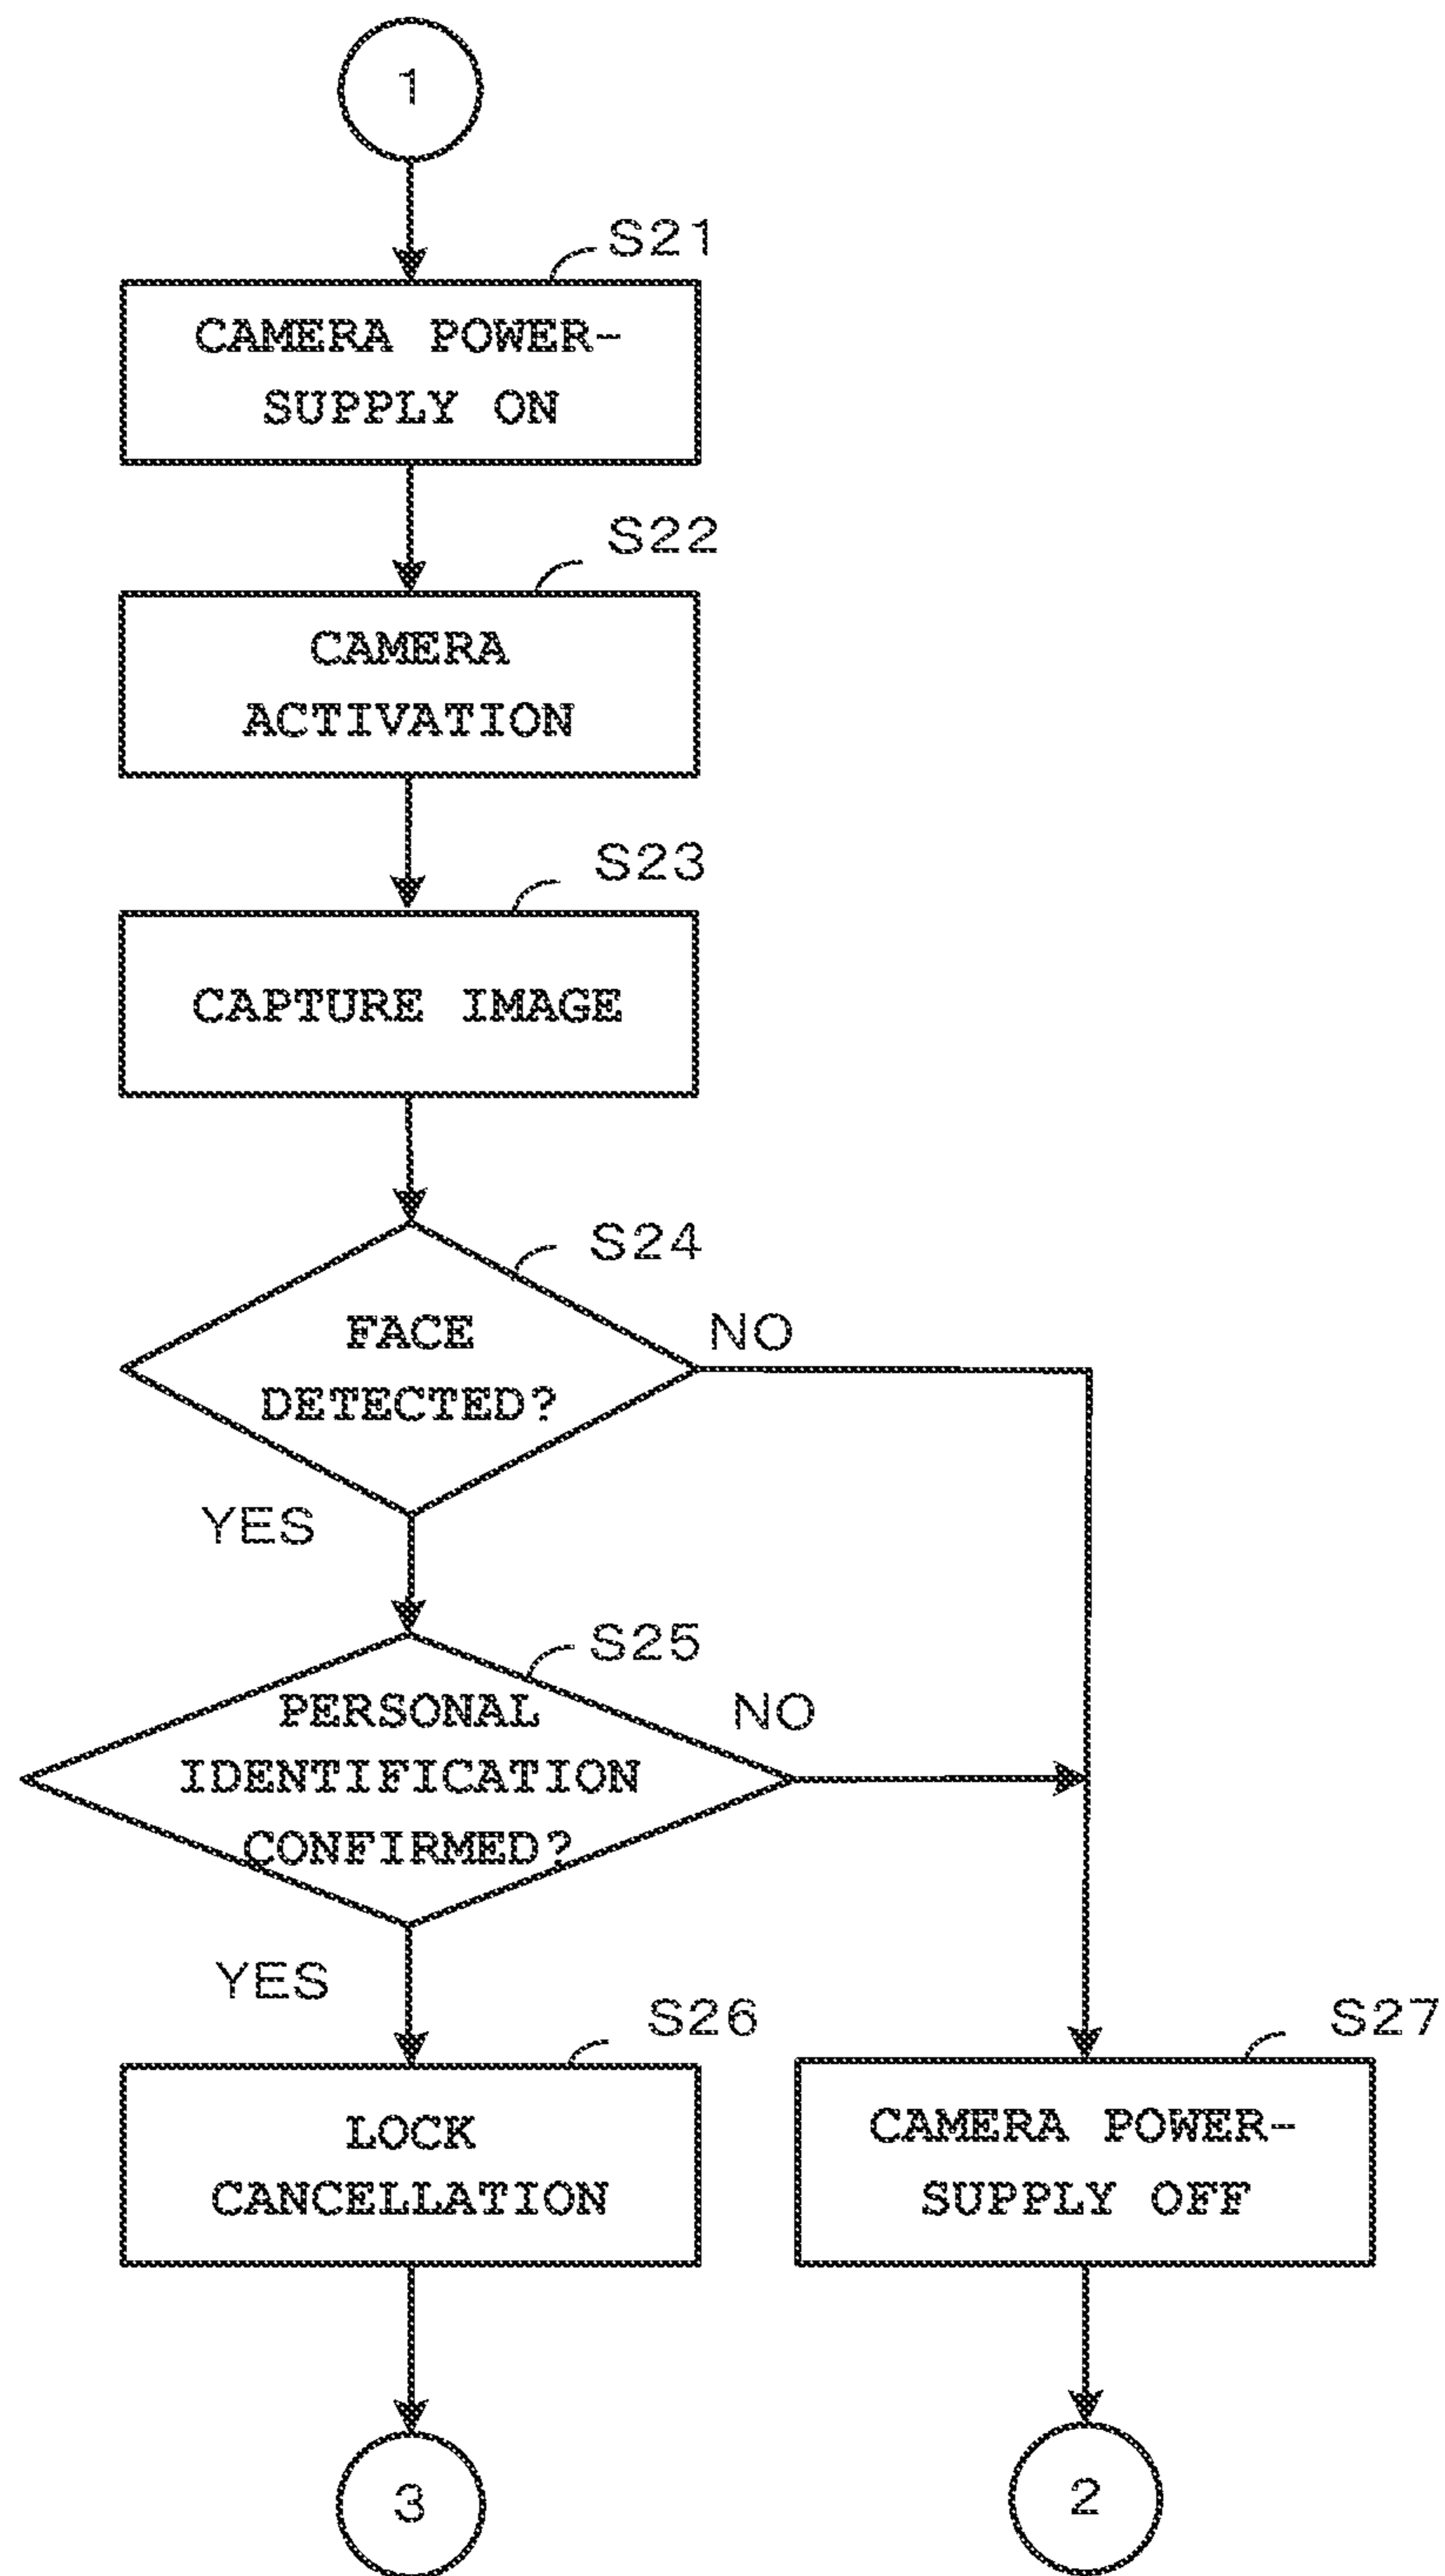 1
S21
CAMERA POWER-
SUPPLY ON
S22
CAMERA
ACTIVATION
S23
CAPTURE IMAGE
S24
FACE
DETECTED?
NO
YES
S25
PERSONAL
IDENTIFICATION
CONFIRMED?
NO
YES
S26
LOCK
CANCELLATION
S27
CAMERA POWER-
SUPPLY OFF
3
2